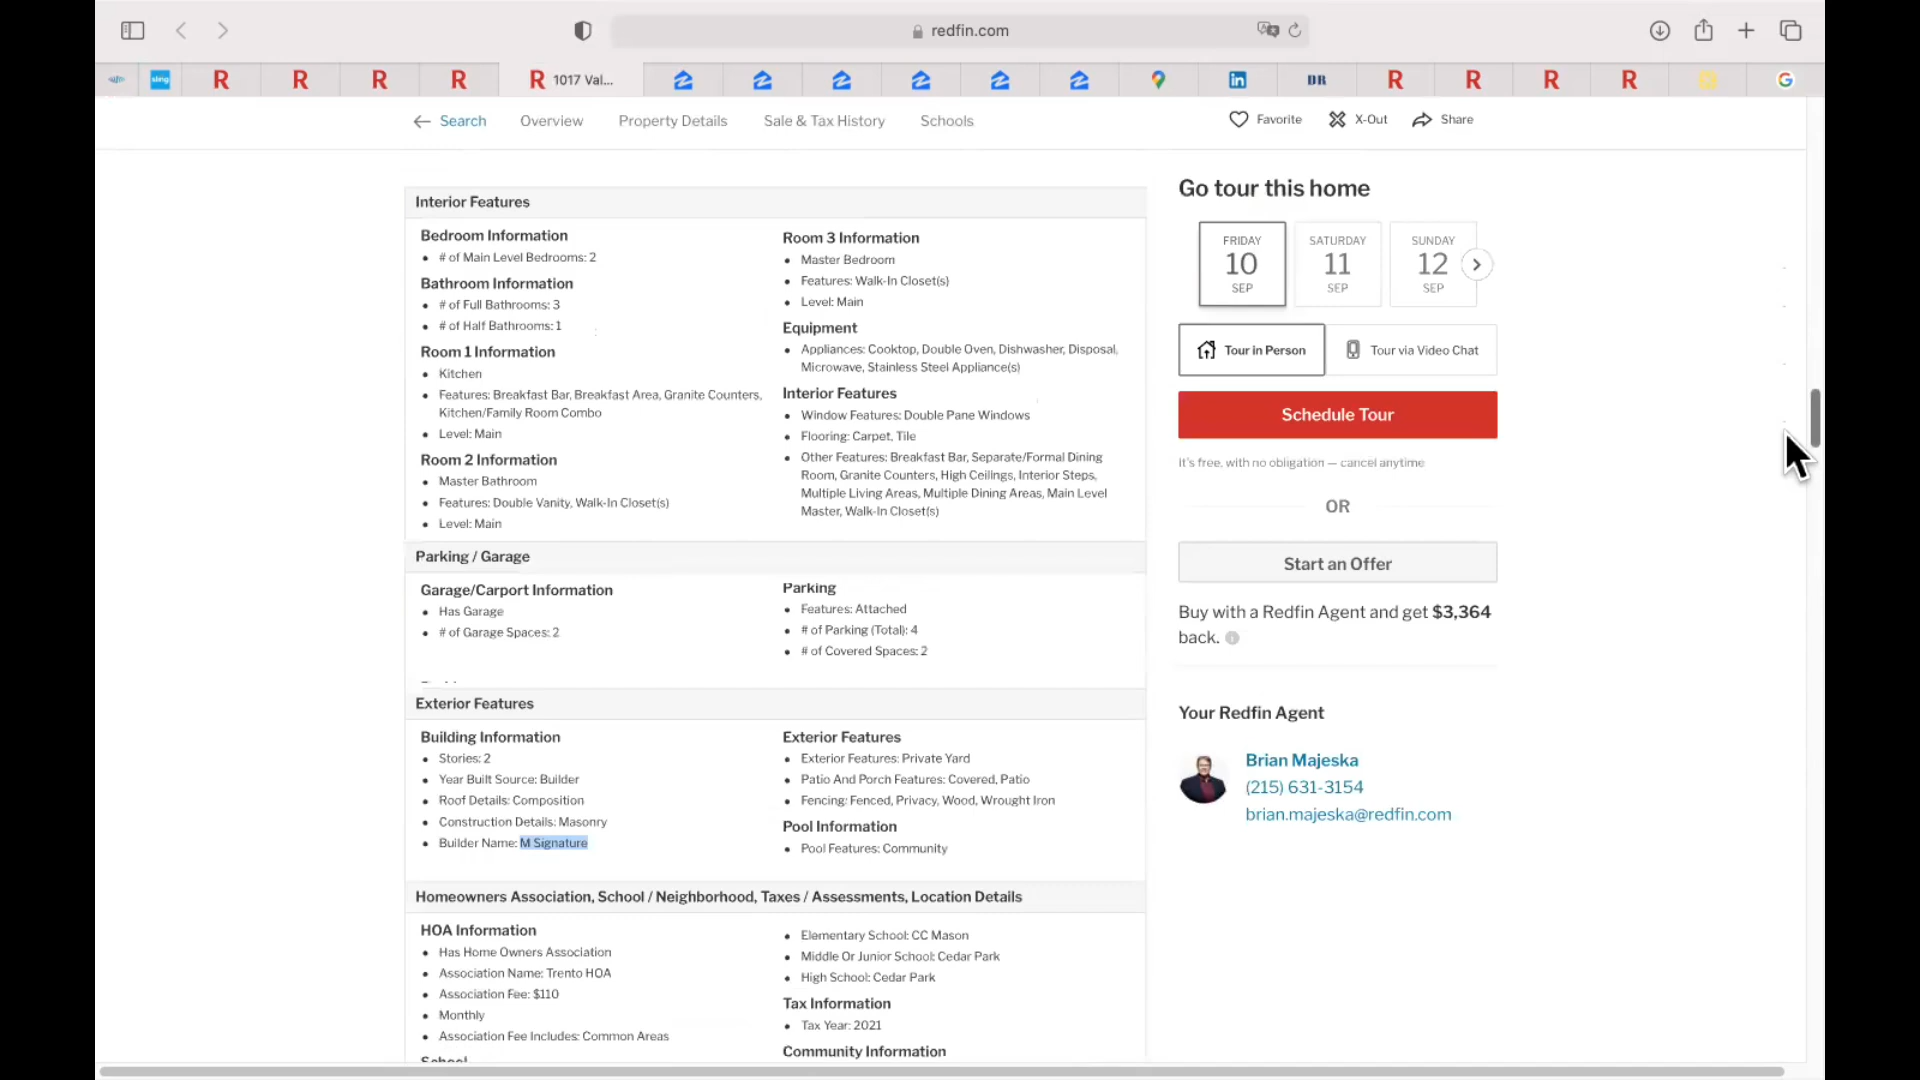 redfin.com
sling
R
R
R
R
R 1017 Val...
Z
Z
Z
Z
Z
Z
in
DR
R
R
R
R
G
Search
Overview
Property Details
Sale & Tax History
Schools
Favorite
X-Out
Share
Interior Features
Bedroom Information
# of Main Level Bedrooms: 2
Bathroom Information
# of Full Bathrooms: 3
# of Half Bathrooms: 1
Room 1 Information
Kitchen
Features: Breakfast Bar, Breakfast Area, Granite Counters,
Kitchen/Family Room Combo
Level: Main
Room 2 Information
Master Bathroom
Features: Double Vanity, Walk-In Closet(s)
Level: Main
Room 3 Information
Master Bedroom
Features: Walk-In Closet(s)
Level: Main
Equipment
Appliances: Cooktop, Double Oven, Dishwasher, Disposal,
Microwave, Stainless Steel Appliance(s)
Interior Features
Window Features: Double Pane Windows
Flooring: Carpet, Tile
Other Features: Breakfast Bar, Separate/Formal Dining
Room, Granite Counters, High Ceilings, Interior Steps,
Multiple Living Areas, Multiple Dining Areas, Main Level
Master, Walk-In Closet(s)
Parking / Garage
Garage/Carport Information
Has Garage
# of Garage Spaces: 2
Parking
Features: Attached
# of Parking (Total): 4
# of Covered Spaces: 2
Exterior Features
Building Information
Stories: 2
Year Built Source: Builder
Roof Details: Composition
Construction Details: Masonry
Builder Name: M Signature
Exterior Features
Exterior Features: Private Yard
Patio And Porch Features: Covered, Patio
Fencing: Fenced, Privacy, Wood, Wrought Iron
Pool Information
Pool Features: Community
Homeowners Association, School / Neighborhood, Taxes / Assessments, Location Details
HOA Information
Has Home Owners Association
Association Name: Trento HOA
Association Fee: $110
Monthly
Association Fee Includes: Common Areas
School
Elementary School: CC Mason
Middle Or Junior School: Cedar Park
High School: Cedar Park
Tax Information
Tax Year: 2021
Community Information
Go tour this home
FRIDAY
10
SEP
SATURDAY
11
SEP
SUNDAY
12
SEP
Tour in Person
Tour via Video Chat
Schedule Tour
It's free, with no obligation — cancel anytime
OR
Start an Offer
Buy with a Redfin Agent and get $3,364
back.
Your Redfin Agent
Brian Majeska
(215) 631-3154
brian.majeska@redfin.com